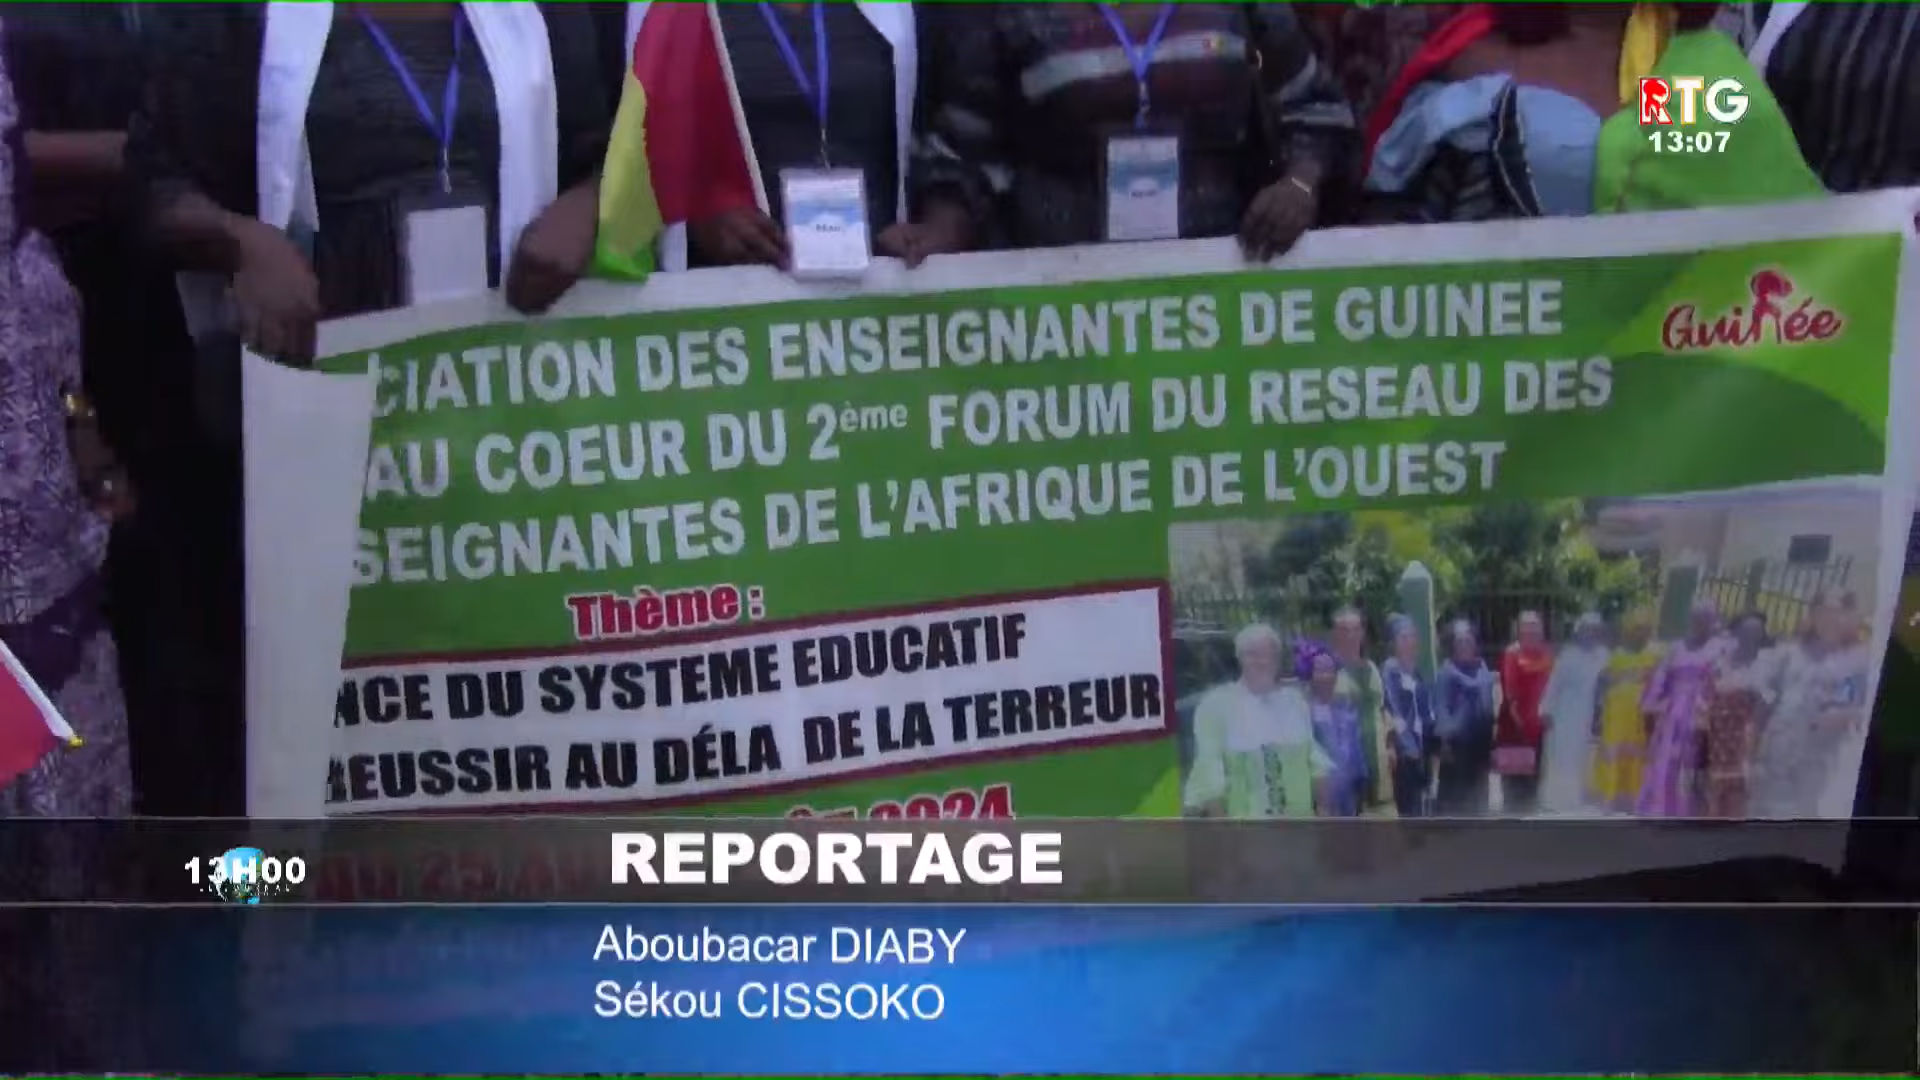 RTG
13:07
CIATION DES ENSEIGNANTES DE GUINEE
AU COEUR DU 2ème FORUM DU RESEAU DES
SEIGNANTES DE L'AFRIQUE DE L'OUEST
Guinée
Thème :
NCE DU SYSTEME EDUCATIF
REUSSIR AU DÉLA DE LA TERREUR
2024
13H00
REPORTAGE
Aboubacar DIABY
Sékou CISSOKO